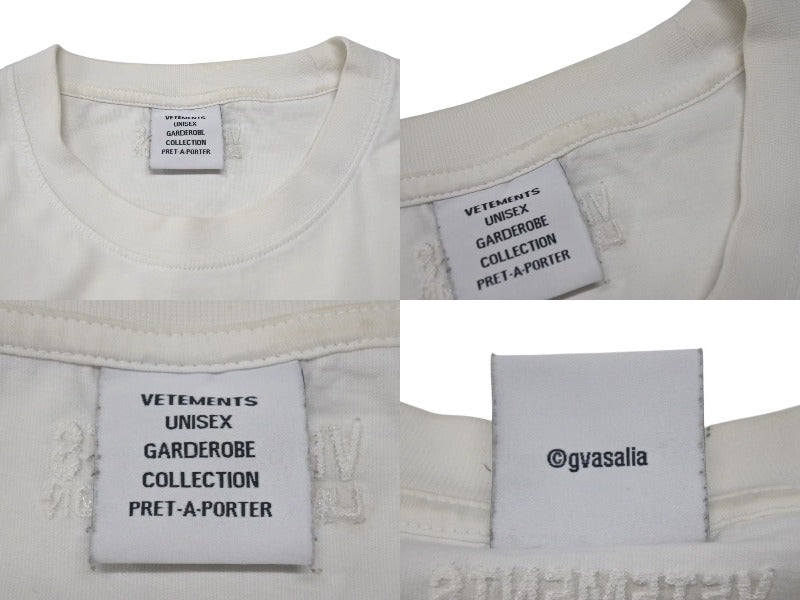 VETEMENTS
UNISEX
GARDEROBE
COLLECTION
PRET-A-PORTER
VETEMENTS
UNISEX
GARDEROBE
COLLECTION
PRET-A-PORTER
VETEMENTS
UNISEX
GARDEROBE
COLLECTION
PRET-A-PORTER
©gvasalia
VETEMENTS